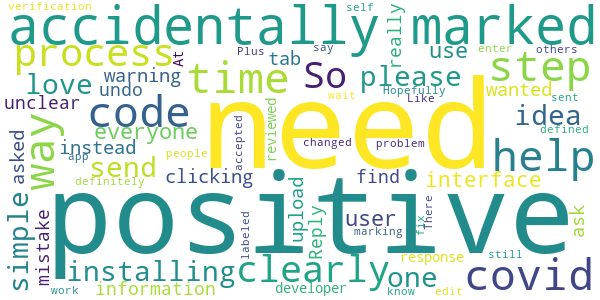 verification
self
accidentally marked
process
At
really
Plus
say
enter
others
love
warning
time
So
tab
use
please
step
unclear
undo
code
need
wanted
Hopefully
sent
Like
wait
idea
defined
way
everyone
instead
asked
app
send
people
definitely
accepted
reviewed
changed
problem
help
clicking
find
interface
simple
mistake
positive
labeled
upload
Reply
user
marking
fix
There
ask
installing
clearly
one
response
still
covid
work
information
developer
know
edit